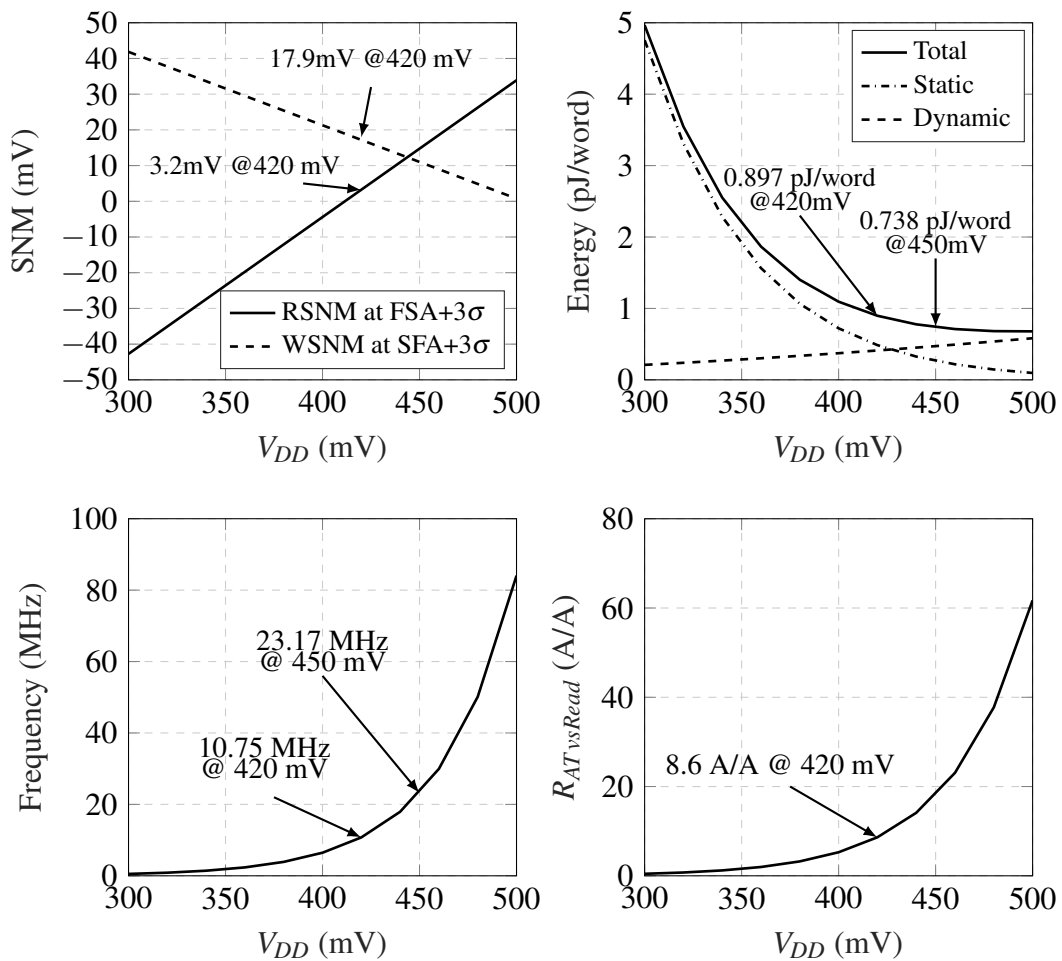 50
40
30
20
10
0
−10
−20
−30
−40
−50
SNM (mV)
17.9mV @420 mV
3.2mV @420 mV
RSNM at FSA+3σ
WSNM at SFA+3σ
300 350 400 450 500
V_DD (mV)
5
4
3
2
1
0
Energy (pJ/word)
Total
Static
Dynamic
0.897 pJ/word
@420mV
0.738 pJ/word
@450mV
300 350 400 450 500
V_DD (mV)
100
80
60
40
20
0
Frequency (MHz)
23.17 MHz
@ 450 mV
10.75 MHz
@ 420 mV
300 350 400 450 500
V_DD (mV)
80
60
40
20
0
R_ATvsRead (A/A)
8.6 A/A @ 420 mV
300 350 400 450 500
V_DD (mV)